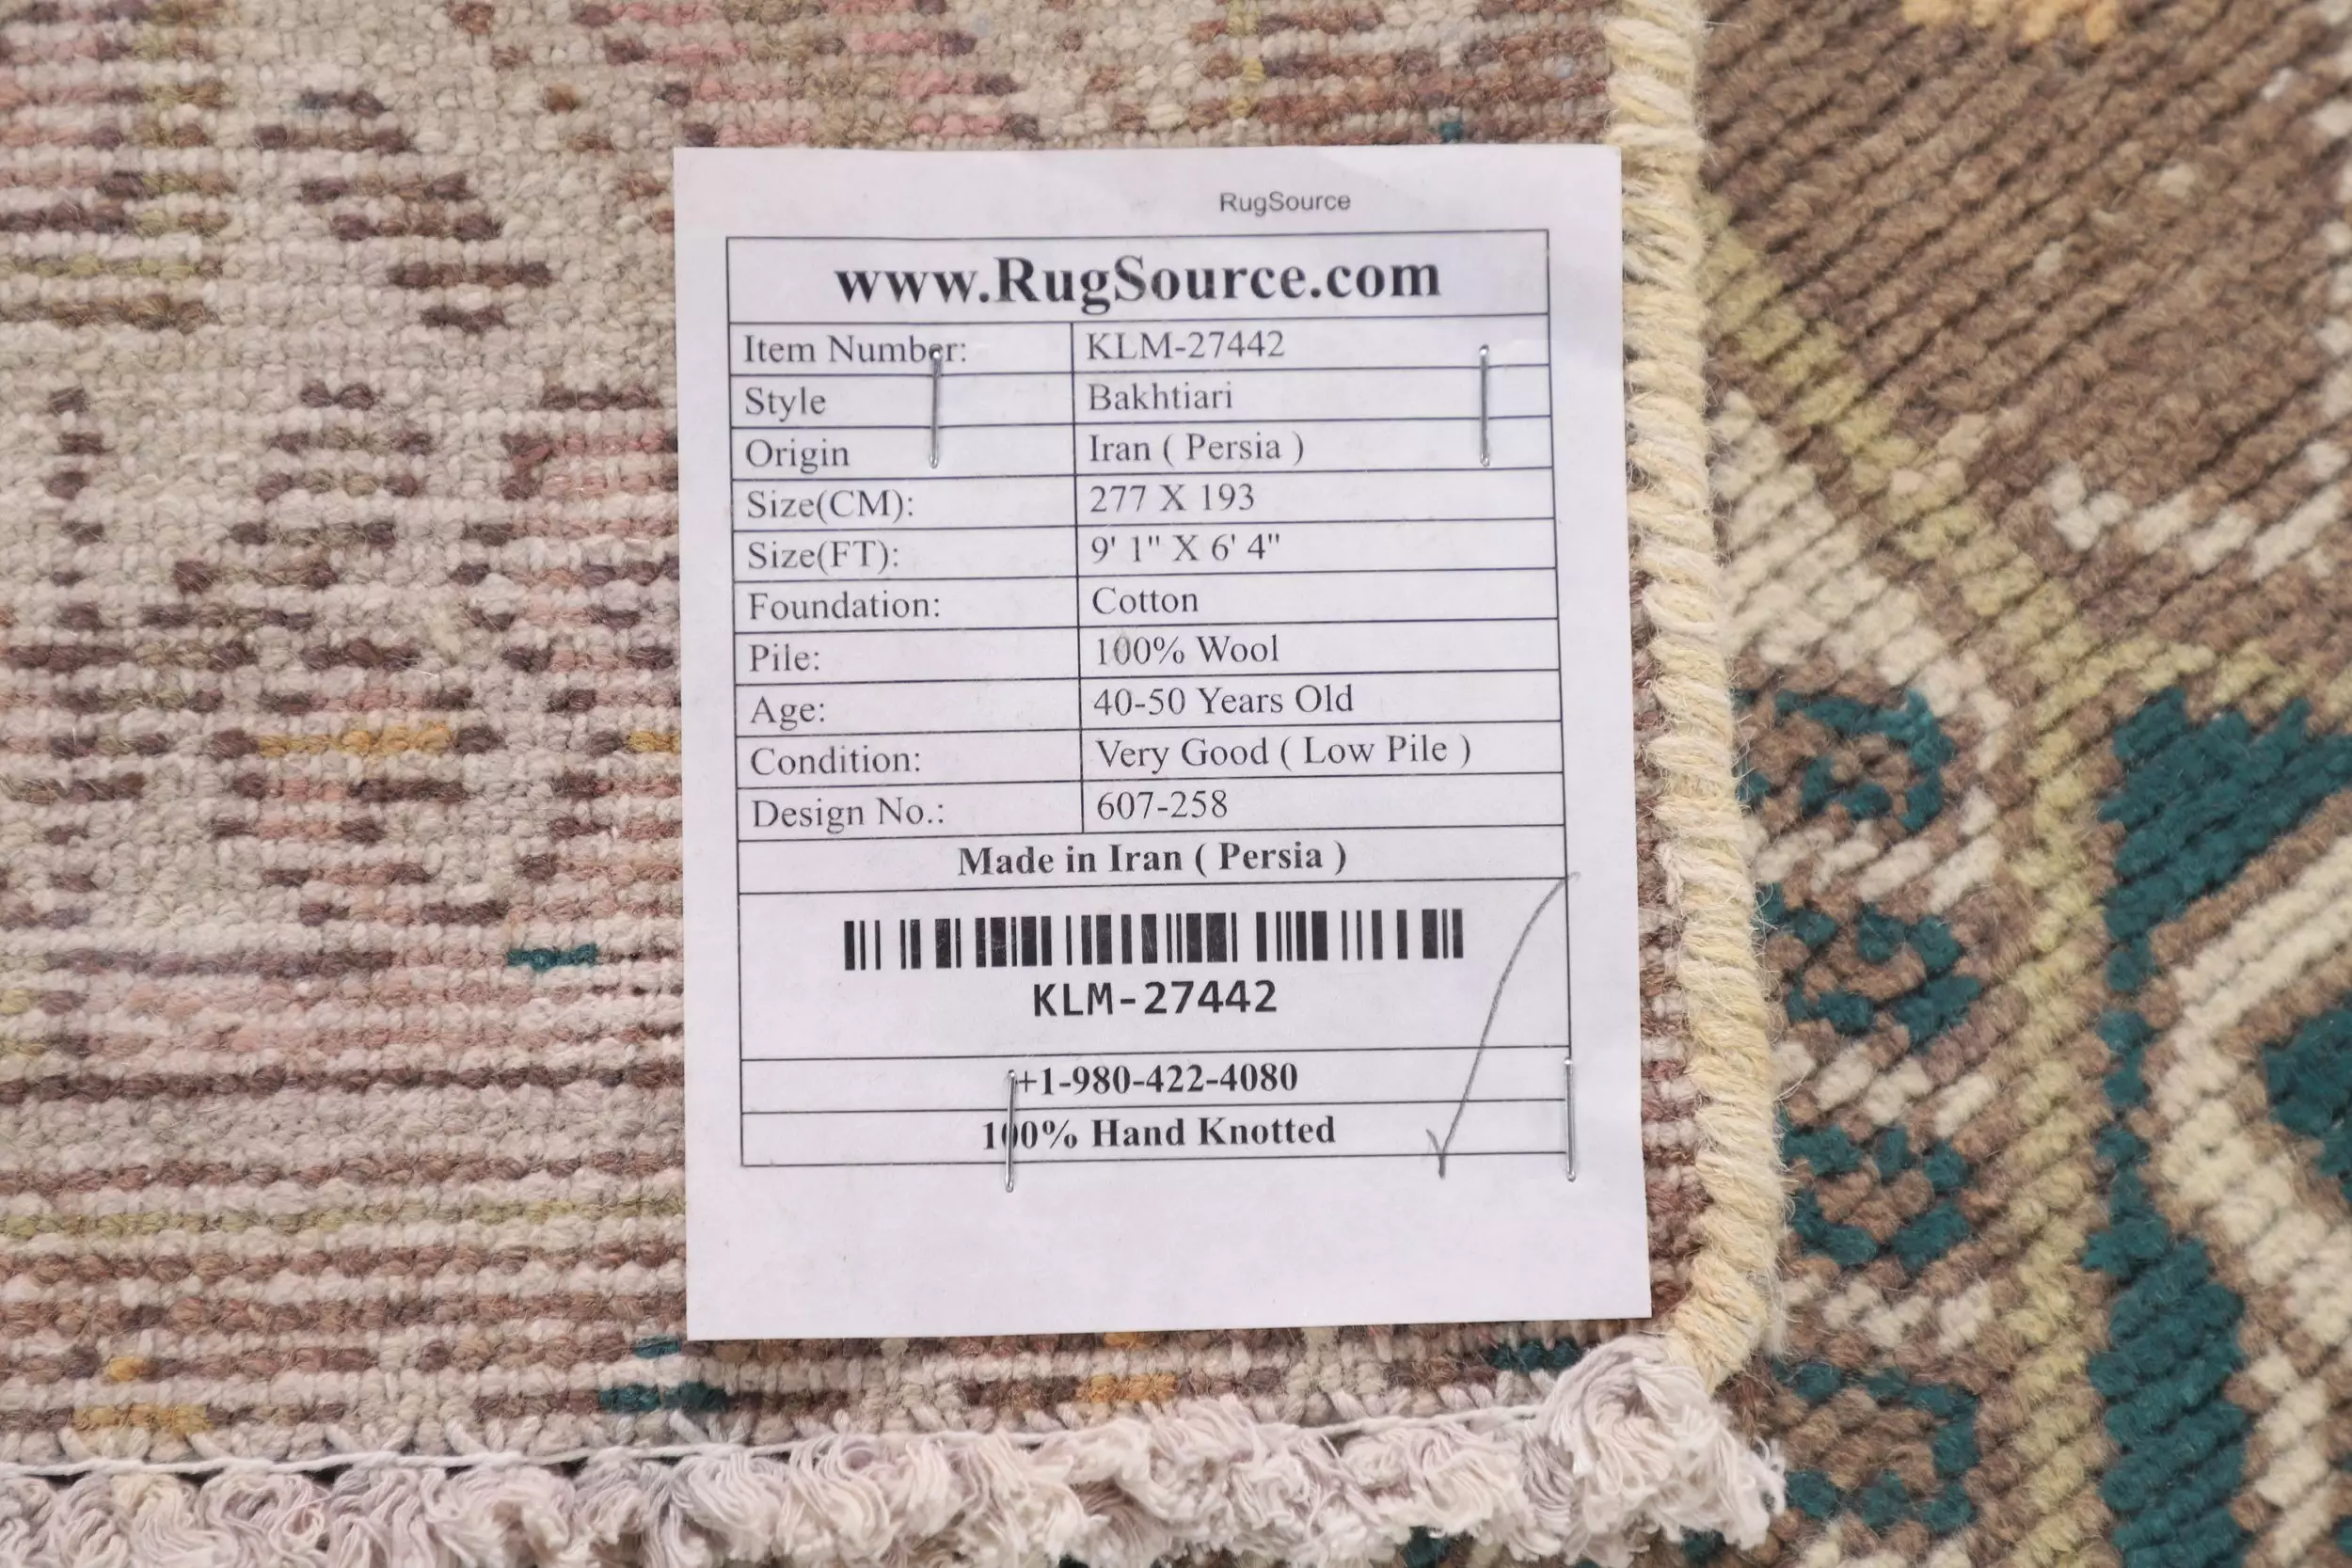 RugSource
www.RugSource.com
Item Number: KLM-27442
Style Bakhtiari
Origin Iran ( Persia )
Size(CM): 277 X 193
Size(FT): 9' 1" X 6' 4"
Foundation: Cotton
Pile: 100% Wool
Age: 40-50 Years Old
Condition: Very Good ( Low Pile )
Design No.: 607-258
Made in Iran ( Persia )
KLM-27442
+1-980-422-4080
100% Hand Knotted